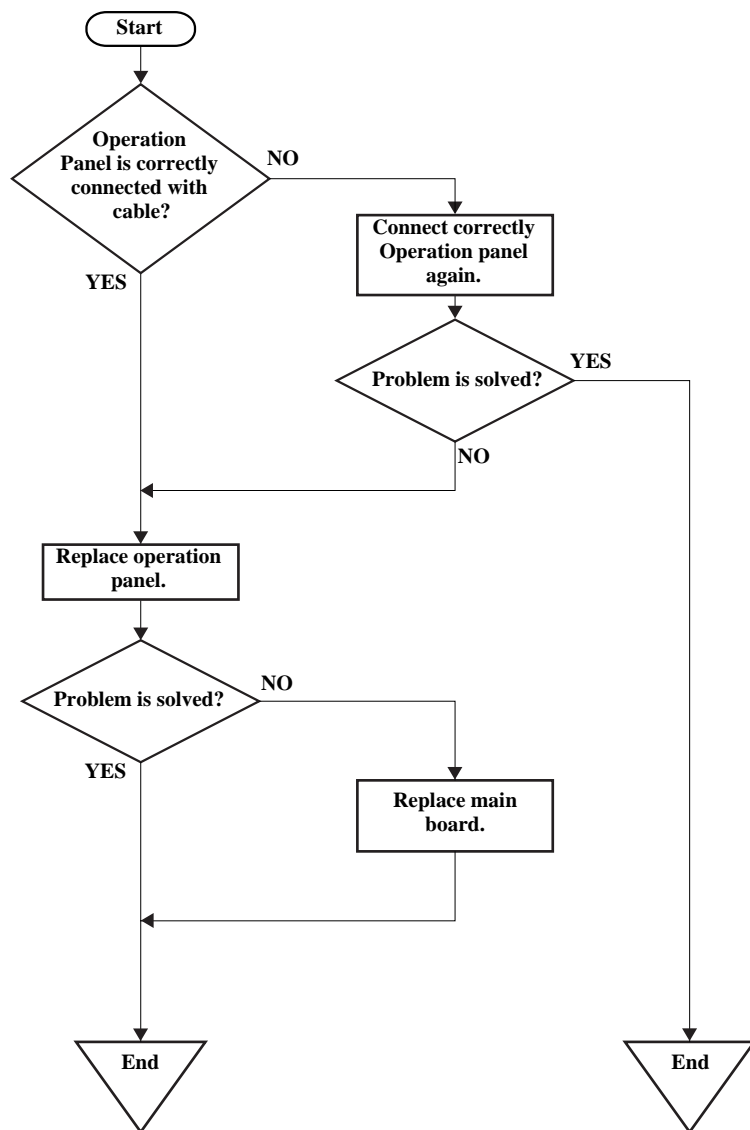 Start
Operation
Panel is correctly
connected with
cable?
NO
YES
Connect correctly
Operation panel
again.
Problem is solved?
YES
NO
Replace operation
panel.
Problem is solved?
NO
YES
Replace main
board.
End
End